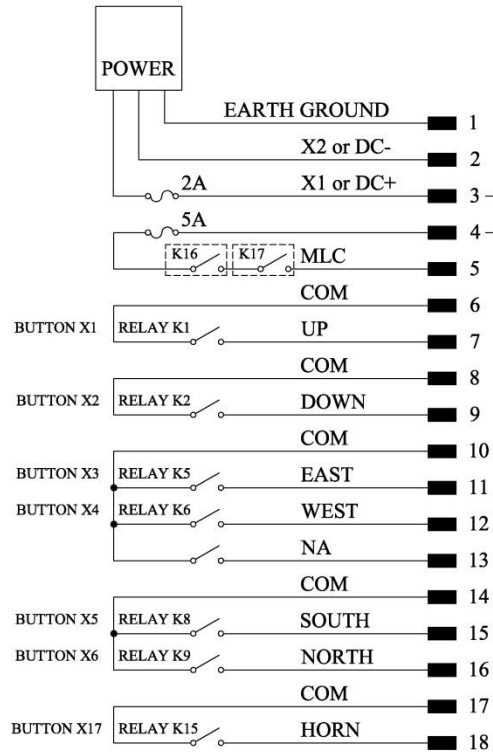 POWER
EARTH GROUND 1
X2 or DC- 2
2A X1 or DC+ 3
5A 4
K16 K17 MLC 5
COM 6
BUTTON X1 RELAY K1 UP 7
COM 8
BUTTON X2 RELAY K2 DOWN 9
COM 10
BUTTON X3 RELAY K5 EAST 11
BUTTON X4 RELAY K6 WEST 12
NA 13
COM 14
BUTTON X5 RELAY K8 SOUTH 15
BUTTON X6 RELAY K9 NORTH 16
COM 17
BUTTON X17 RELAY K15 HORN 18